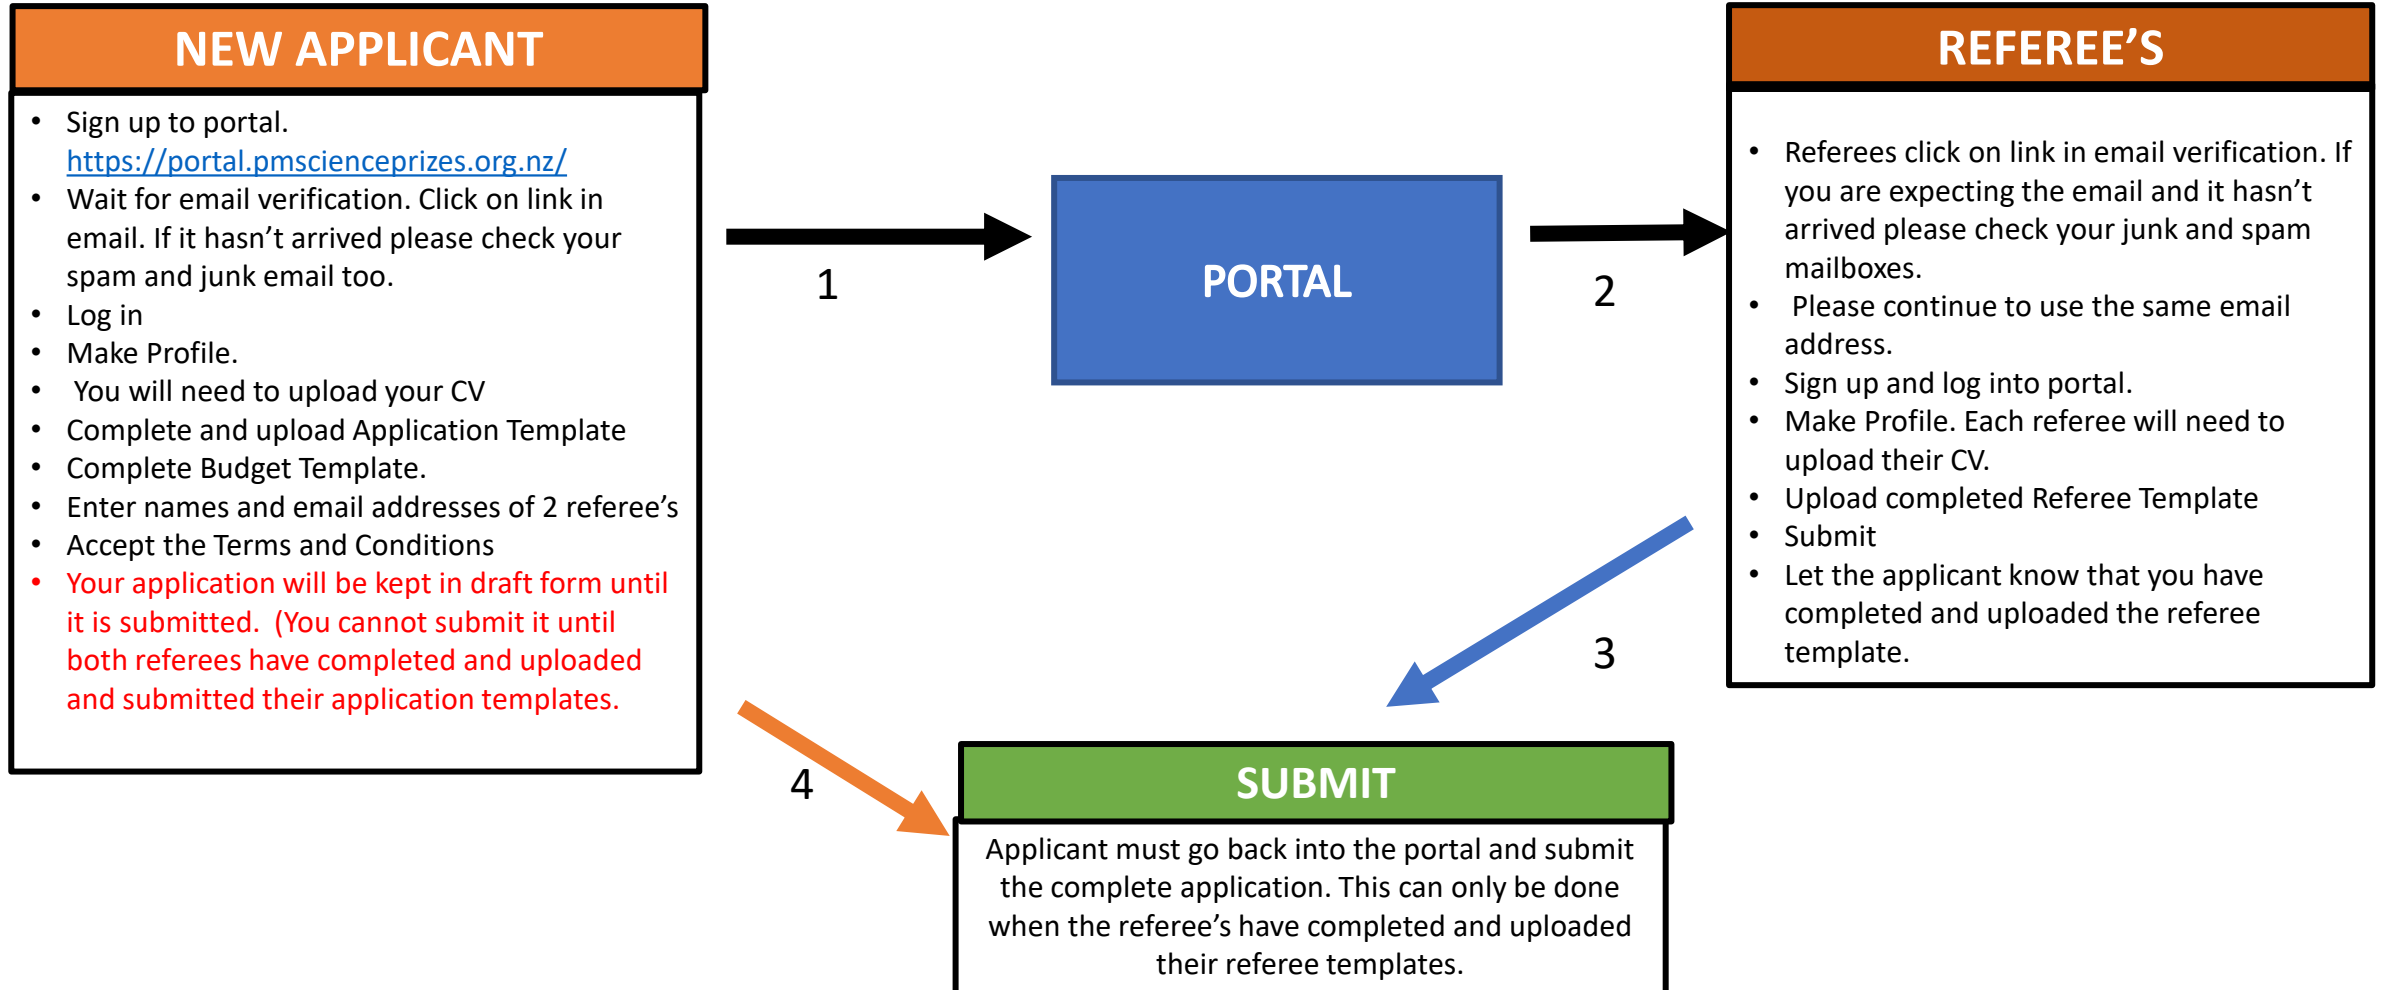 NEW APPLICANT
• Sign up to portal.
https://portal.pmscienceprizes.org.nz/
• Wait for email verification. Click on link in
email. If it hasn’t arrived please check your
spam and junk email too.
• Log in
• Make Profile.
• You will need to upload your CV
• Complete and upload Application Template
• Complete Budget Template.
• Enter names and email addresses of 2 referee’s
• Accept the Terms and Conditions
• Your application will be kept in draft form until
it is submitted.  (You cannot submit it until
both referees have completed and uploaded
and submitted their application templates.
1
PORTAL
2
REFEREE’S
• Referees click on link in email verification. If
you are expecting the email and it hasn’t
arrived please check your junk and spam
mailboxes.
• Please continue to use the same email
address.
• Sign up and log into portal.
• Make Profile. Each referee will need to
upload their CV.
• Upload completed Referee Template
• Submit
• Let the applicant know that you have
completed and uploaded the referee
template.
3
4
SUBMIT
Applicant must go back into the portal and submit
the complete application. This can only be done
when the referee’s have completed and uploaded
their referee templates.